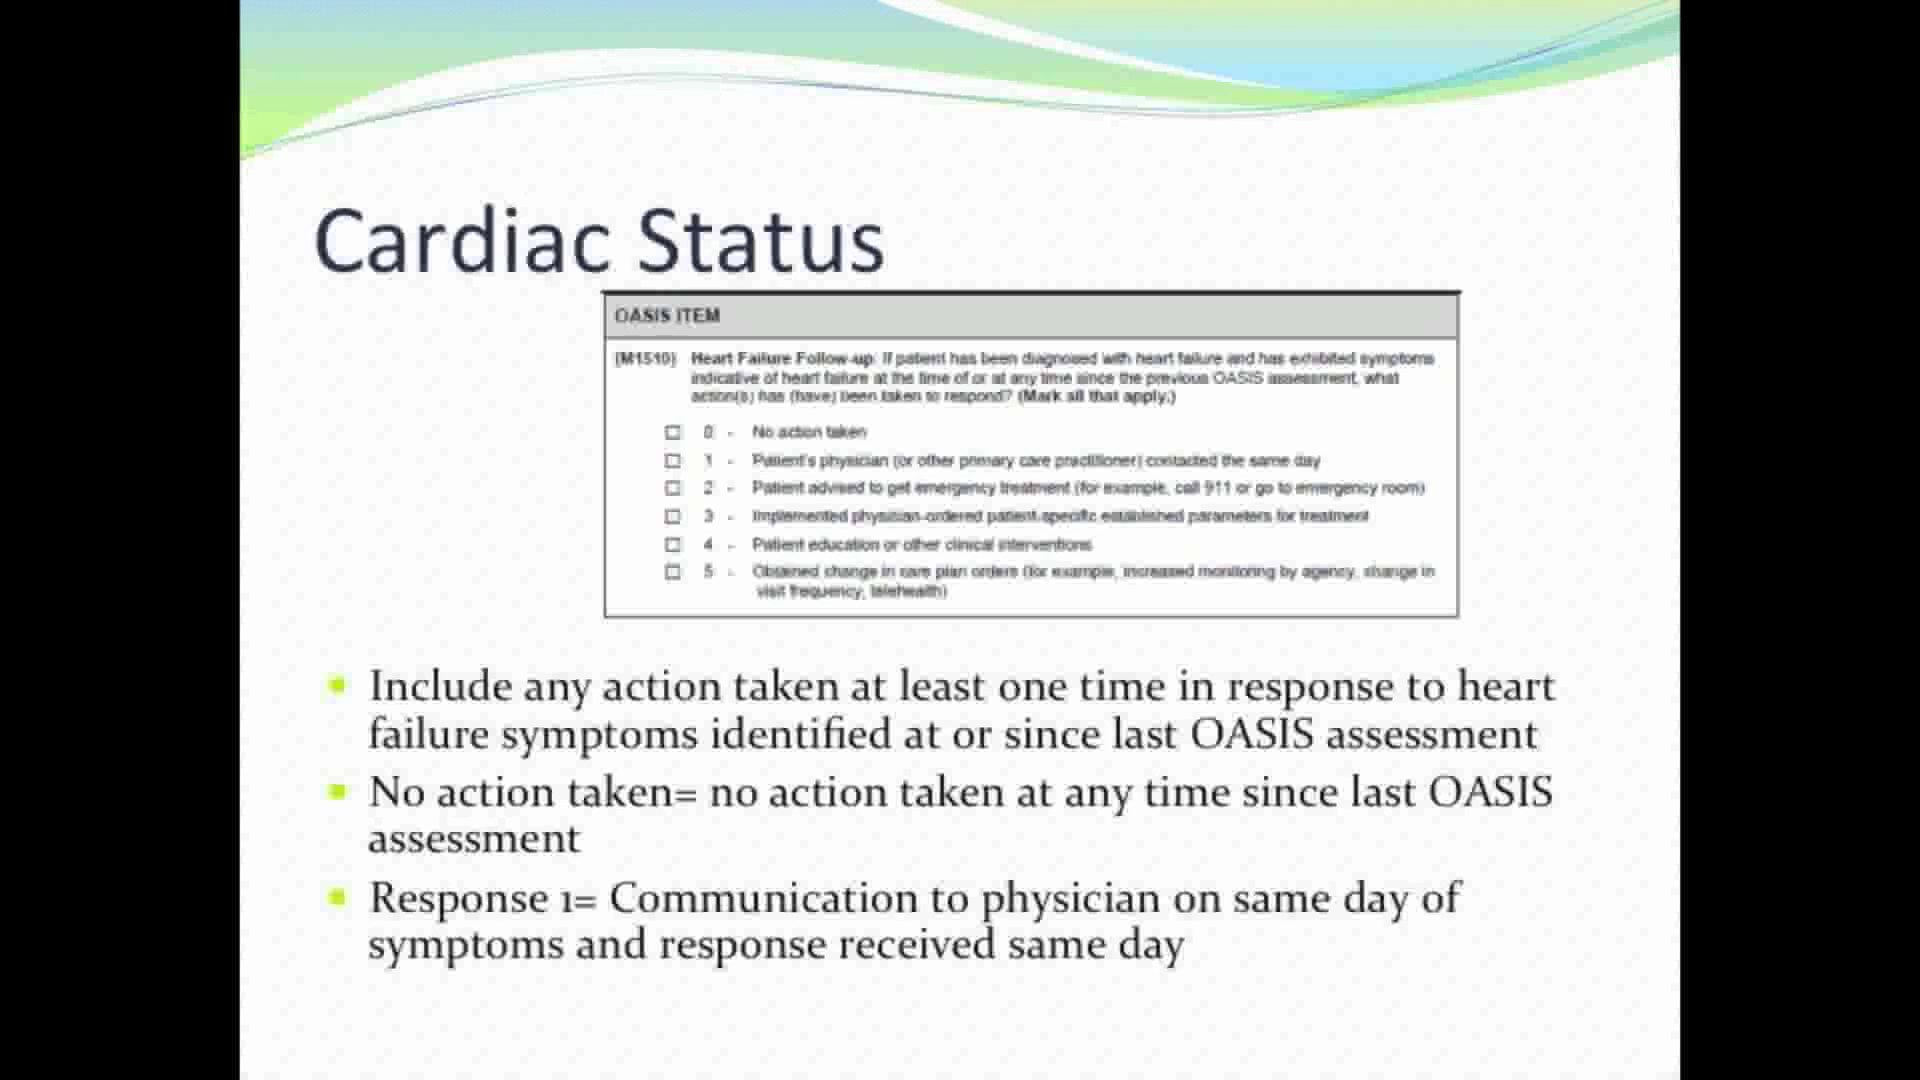 Cardiac Status
OASIS ITEM
(M1510) Heart Failure Follow-up: If patient has been diagnosed with heart failure and has exhibited symptoms
indicative of heart failure at the time of or at any time since the previous OASIS assessment, what
action(s) has (have) been taken to respond? (Mark all that apply.)
☐ 0 - No action taken
☐ 1 - Patient's physician (or other primary care practitioner) contacted the same day
☐ 2 - Patient advised to get emergency treatment (for example, call 911 or go to emergency room)
☐ 3 - Implemented physician-ordered patient-specific established parameters for treatment
☐ 4 - Patient education or other clinical interventions
☐ 5 - Obtained change in care plan orders (for example, increased monitoring by agency, change in
visit frequency, telehealth)
Include any action taken at least one time in response to heart
failure symptoms identified at or since last OASIS assessment
No action taken= no action taken at any time since last OASIS
assessment
Response 1= Communication to physician on same day of
symptoms and response received same day